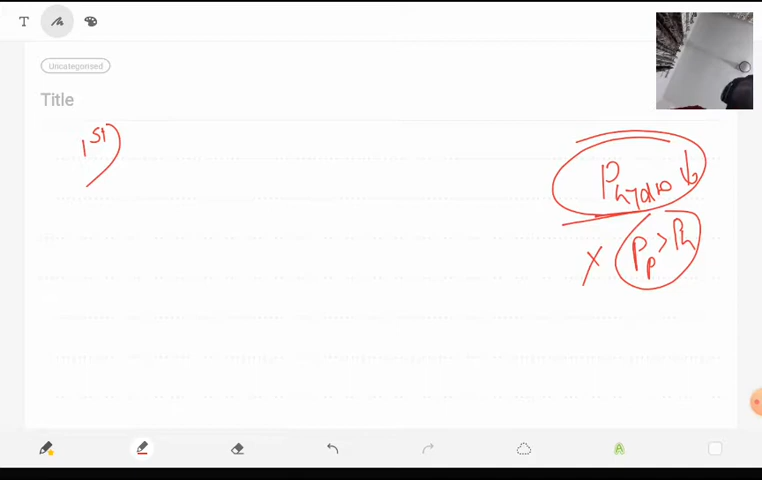 T
Uncategorised
Title
1st)
Phydro ↓
x Pp > Ph
A